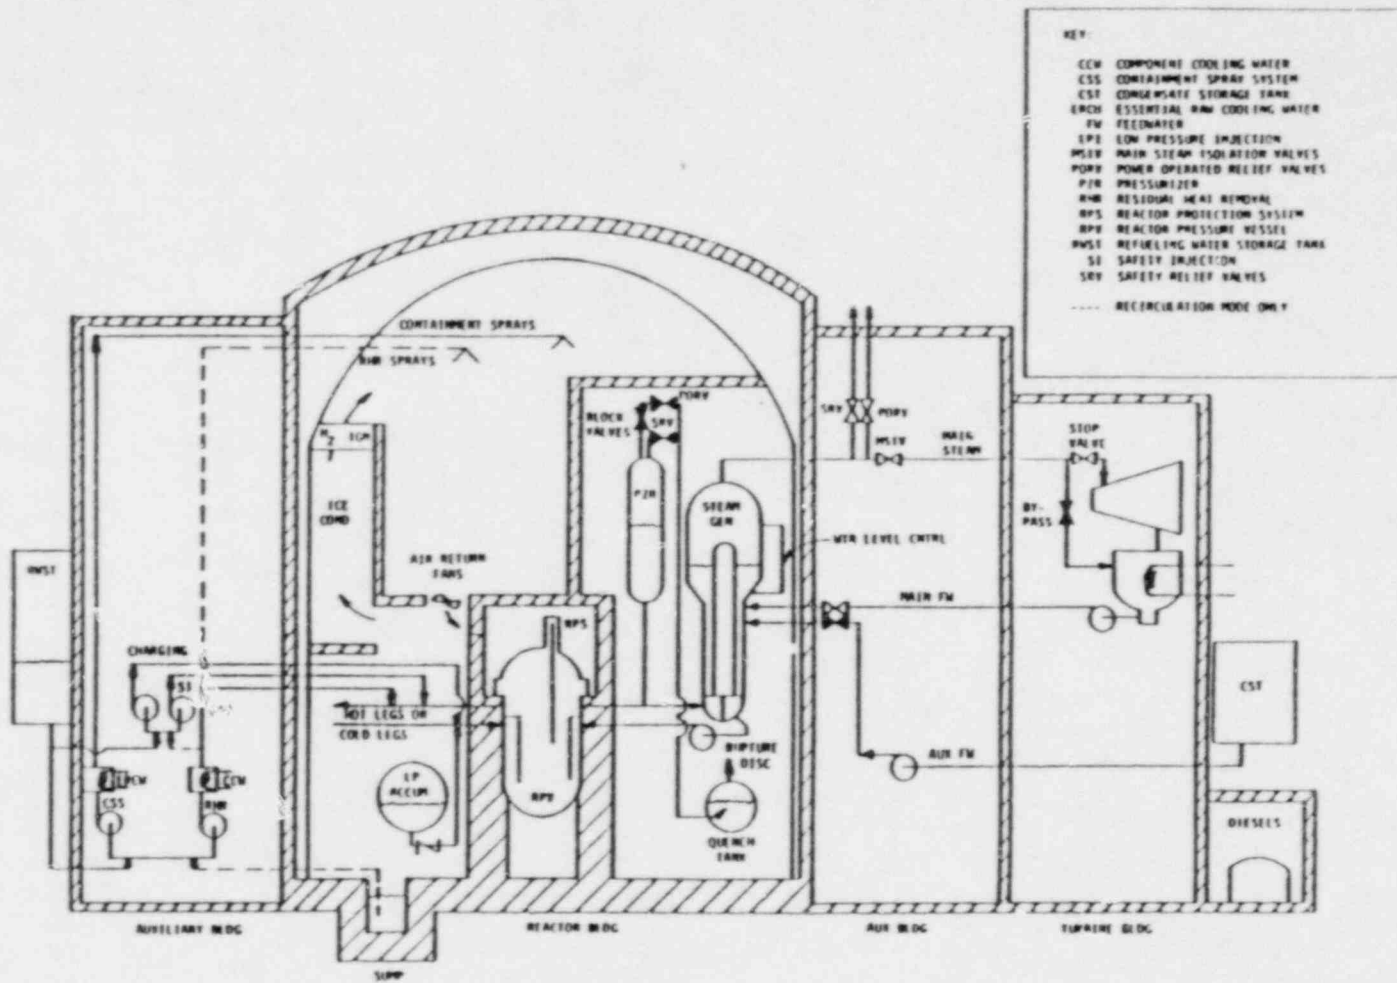 KEY:
CCW COMPONENT COOLING WATER
CSS CONTAINMENT SPRAY SYSTEM
CST CONDENSATE STORAGE TANK
ERCW ESSENTIAL RAW COOLING WATER
FW FEEDWATER
LPI LOW PRESSURE INJECTION
MSIV MAIN STEAM ISOLATION VALVES
PORV POWER OPERATED RELIEF VALVES
PZR PRESSURIZER
RHR RESIDUAL HEAT REMOVAL
RPS REACTOR PROTECTION SYSTEM
RPV REACTOR PRESSURE VESSEL
RWST REFUELING WATER STORAGE TANK
SI SAFETY INJECTION
SRV SAFETY RELIEF VALVES
---- RECIRCULATION MODE ONLY
CONTAINMENT SPRAYS
RHR SPRAYS
PORV
BLOCK
VALVES
SRV
SRV
PORV
MSIV
MAIN
STEAM
STOP
VALVE
H2 IGN
PZR
STEAM
GEN
BY-
PASS
ICE
COND
WTR LEVEL CNTRL
AIR RETURN
FANS
RWST
MAIN FW
RPS
CHARGING
SI
HOT LEGS OR
COLD LEGS
CST
RUPTURE
DISC
AUX FW
LP
ACCUM
RPV
CCW
CSS
RHR
QUENCH
TANK
DIESELS
AUXILIARY BLDG
REACTOR BLDG
AUX BLDG
TURBINE BLDG
SUMP